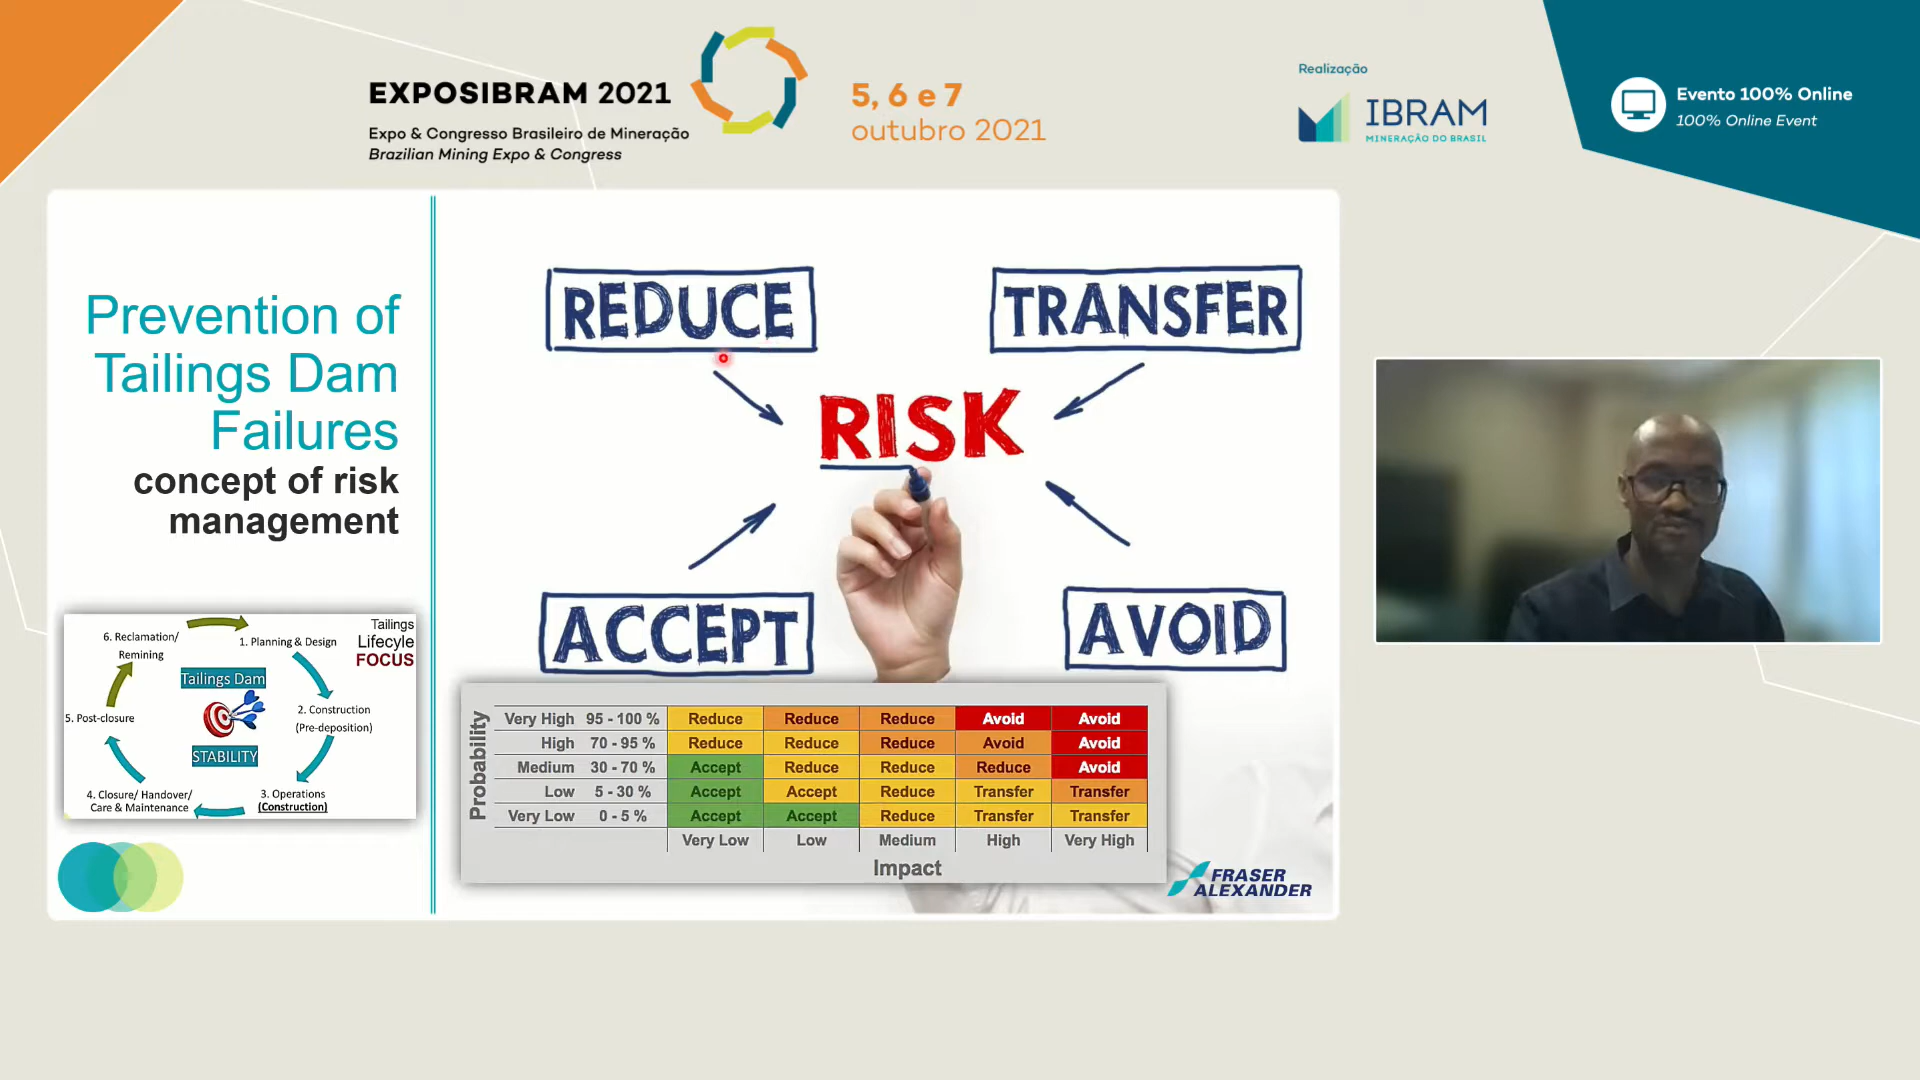 EXPOSIBRAM 2021
Expo & Congresso Brasileiro de Mineração
Brazilian Mining Expo & Congress
5, 6 e 7
outubro 2021
Realização
IBRAM
MINERAÇÃO DO BRASIL
Evento 100% Online
100% Online Event
Prevention of
Tailings Dam
Failures
concept of risk
management
Tailings
Lifecyle
FOCUS
6. Reclamation/
Remining
1. Planning & Design
Tailings Dam
2. Construction
(Pre-deposition)
5. Post-closure
STABILITY
4. Closure/ Handover/
Care & Maintenance
3. Operations
(Construction)
REDUCE
TRANSFER
RISK
ACCEPT
AVOID
Probability
Very High 95 - 100 % Reduce Reduce Reduce Avoid Avoid
High 70 - 95 % Reduce Reduce Reduce Avoid Avoid
Medium 30 - 70 % Accept Reduce Reduce Reduce Avoid
Low 5 - 30 % Accept Accept Reduce Transfer Transfer
Very Low 0 - 5 % Accept Accept Reduce Transfer Transfer
Very Low Low Medium High Very High
Impact
FRASER
ALEXANDER